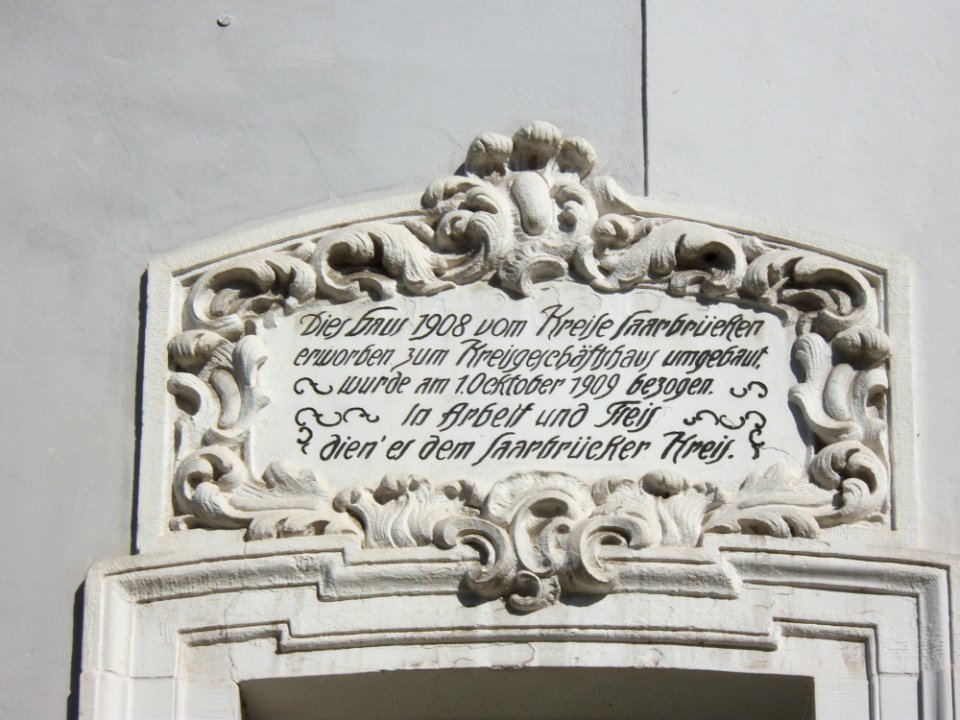 Dies Haus 1908 vom Kreise Saarbrücken
erworben, zum Kreisgeschäftshaus umgebaut,
wurde am 1. Oktober 1909 bezogen.
In Arbeit und Fleis
dien' es dem Saarbrücker Kreis.